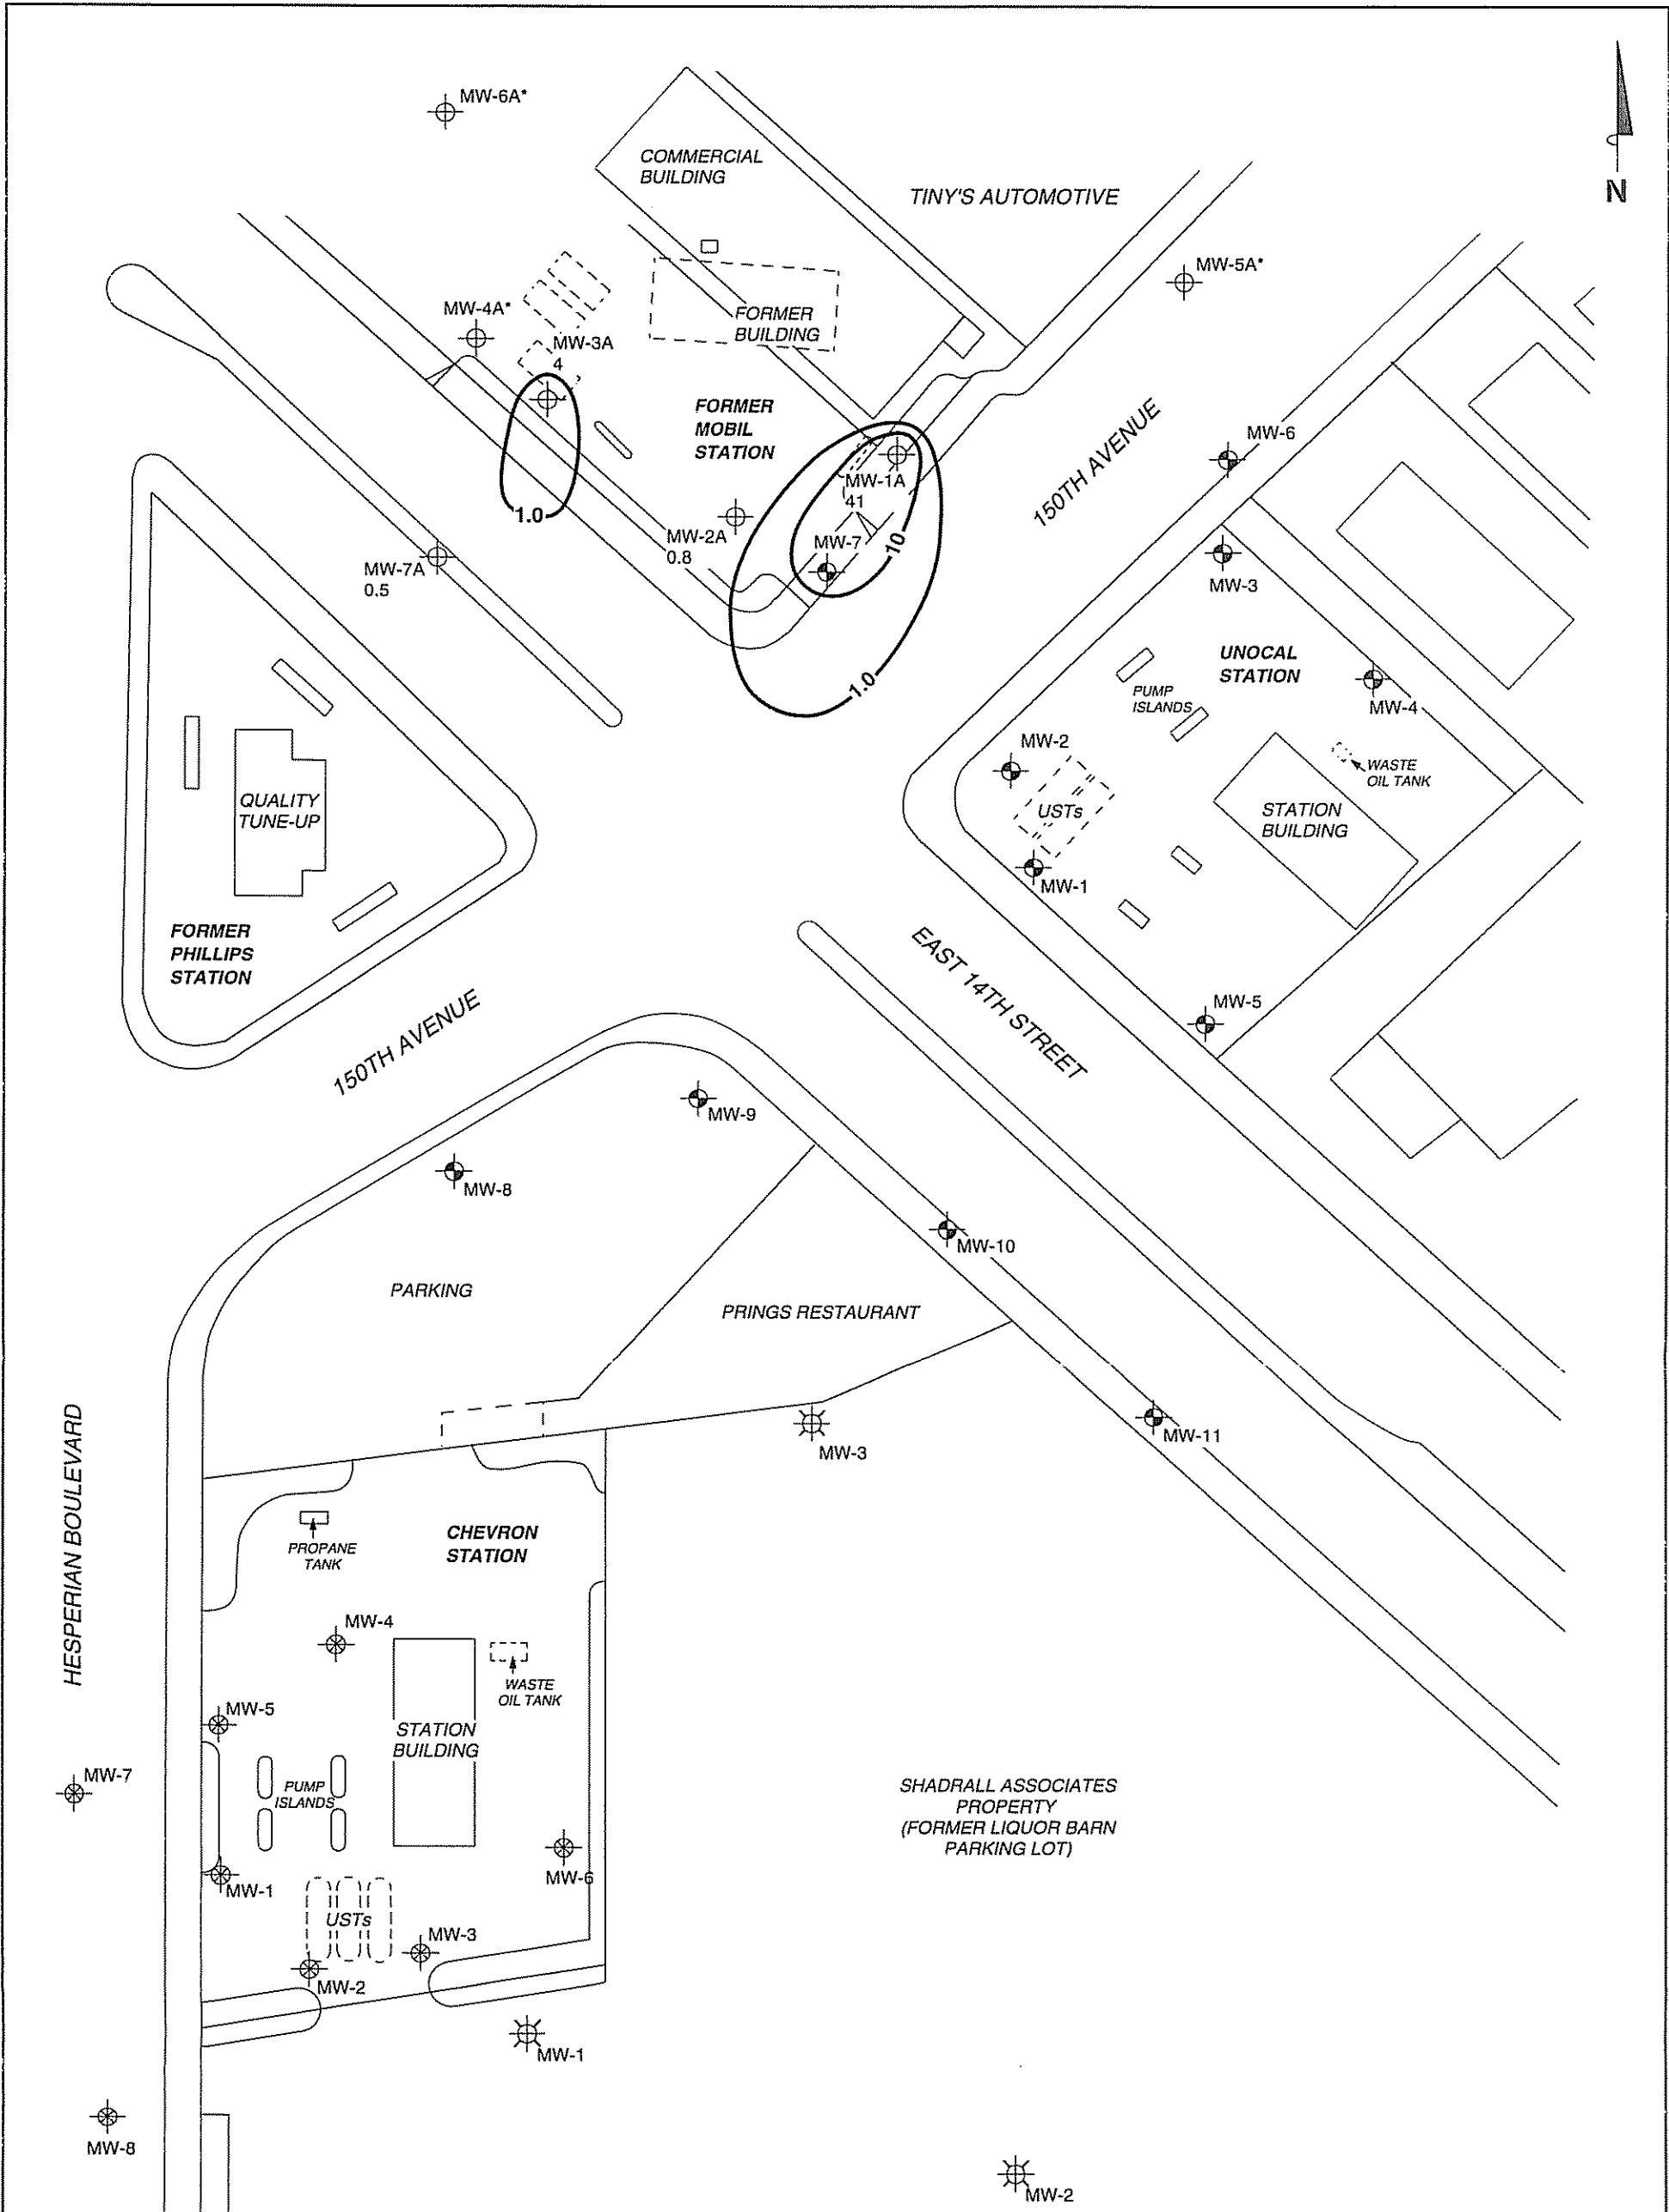 MW-6A*
COMMERCIAL
BUILDING
TINY'S AUTOMOTIVE
N
MW-5A*
MW-4A*
MW-3A
4
FORMER
BUILDING
FORMER
MOBIL
STATION
150TH AVENUE
MW-6
MW-1A
41
1.0
MW-2A
0.8
MW-7
10
MW-7A
0.5
MW-3
UNOCAL
STATION
1.0
PUMP
ISLANDS
MW-4
MW-2
WASTE
OIL TANK
QUALITY
TUNE-UP
USTs
STATION
BUILDING
MW-1
FORMER
PHILLIPS
STATION
EAST 14TH STREET
MW-5
150TH AVENUE
MW-9
MW-8
MW-10
PARKING
PRINGS RESTAURANT
HESPERIAN BOULEVARD
MW-3
MW-11
CHEVRON
STATION
PROPANE
TANK
MW-4
WASTE
OIL TANK
MW-5
STATION
BUILDING
MW-7
PUMP
ISLANDS
SHADRALL ASSOCIATES
PROPERTY
(FORMER LIQUOR BARN
PARKING LOT)
MW-6
MW-1
USTs
MW-3
MW-2
MW-1
MW-8
MW-2